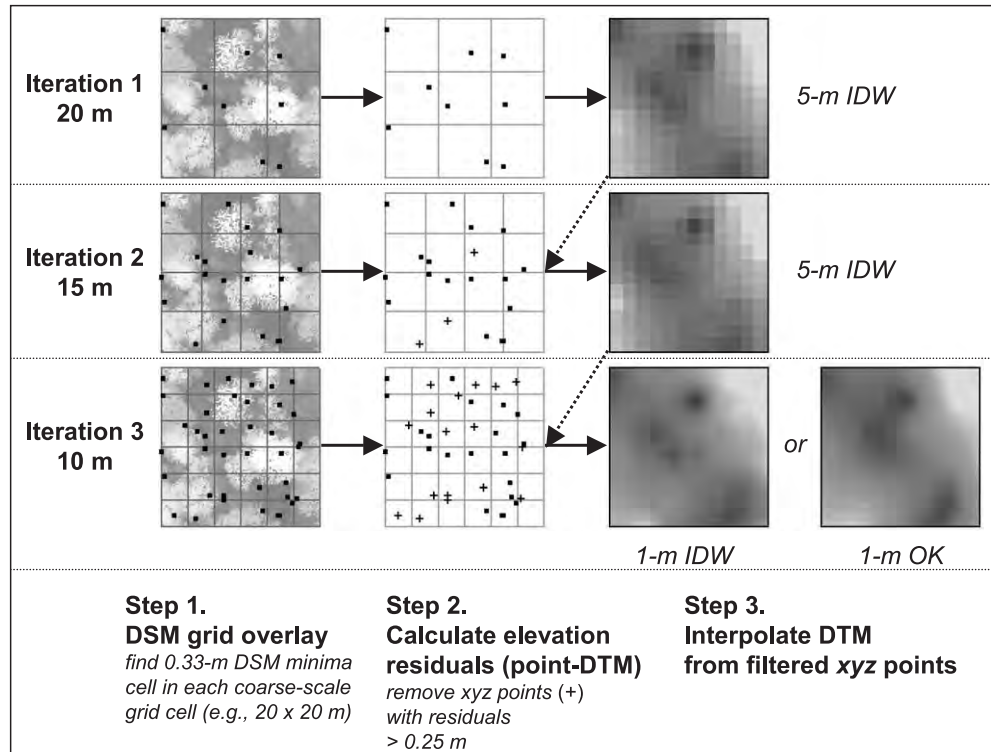 Iteration 1
20 m
5-m IDW
Iteration 2
15 m
5-m IDW
Iteration 3
10 m
or
1-m IDW
1-m OK
Step 1.
DSM grid overlay
find 0.33-m DSM minima
cell in each coarse-scale
grid cell (e.g., 20 x 20 m)
Step 2.
Calculate elevation
residuals (point-DTM)
remove xyz points (+)
with residuals
> 0.25 m
Step 3.
Interpolate DTM
from filtered xyz points